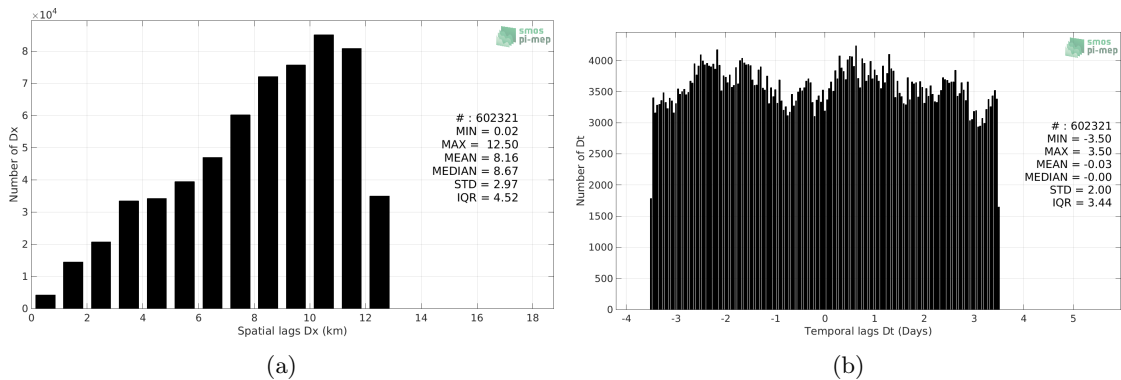 ×10⁴
8
7
6
5
4
3
2
1
0
Number of Dx
0 2 4 6 8 10 12 14 16 18
Spatial lags Dx (km)
smos
pi-mep
# : 602321
MIN = 0.02
MAX = 12.50
MEAN = 8.16
MEDIAN = 8.67
STD = 2.97
IQR = 4.52
(a)
4000
3500
3000
2500
2000
1500
1000
500
0
Number of Dt
-4 -3 -2 -1 0 1 2 3 4 5
Temporal lags Dt (Days)
smos
pi-mep
# : 602321
MIN = -3.50
MAX = 3.50
MEAN = -0.03
MEDIAN = -0.00
STD = 2.00
IQR = 3.44
(b)